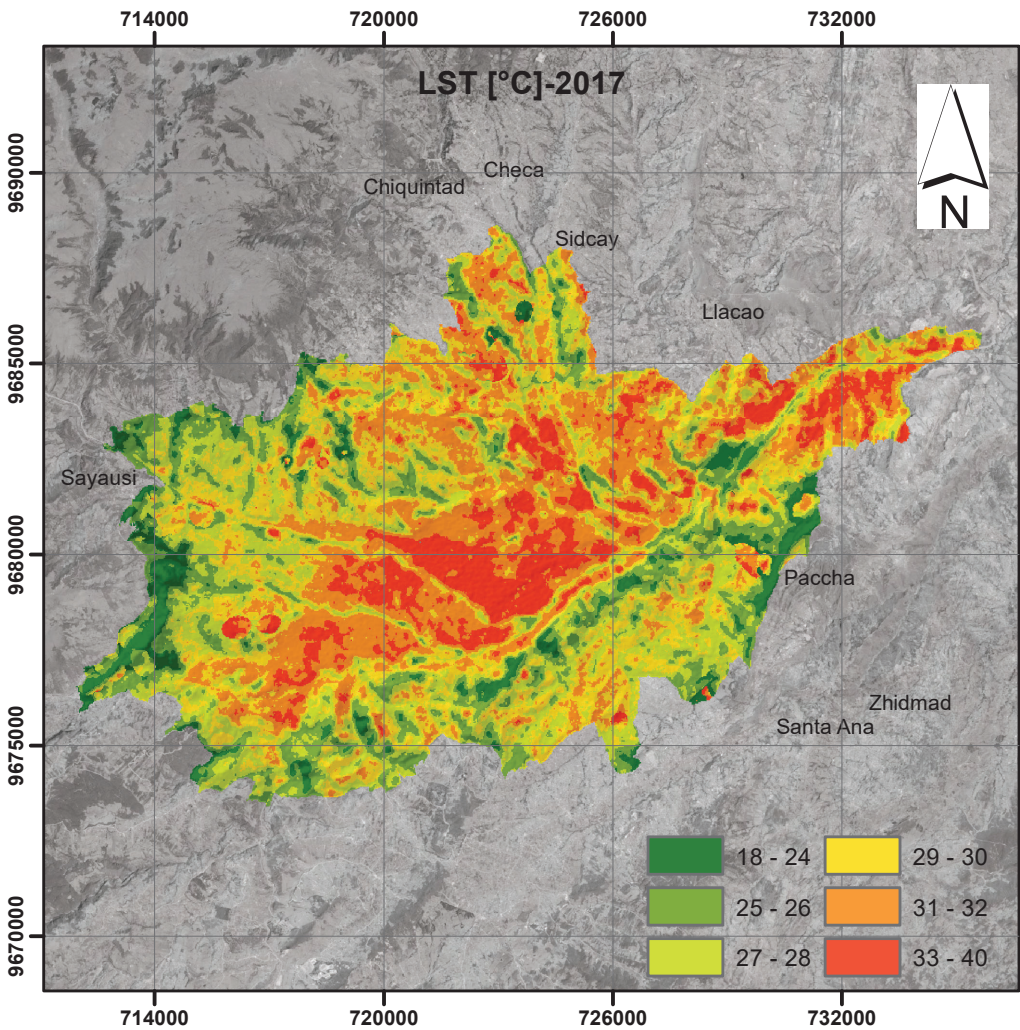 714000 720000 726000 732000
LST [°C]-2017
N
9690000
9685000
9680000
9675000
9670000
Checa
Chiquintad
Sidcay
Llacao
Sayausi
Paccha
Zhidmad
Santa Ana
18 - 24 29 - 30
25 - 26 31 - 32
27 - 28 33 - 40
714000 720000 726000 732000